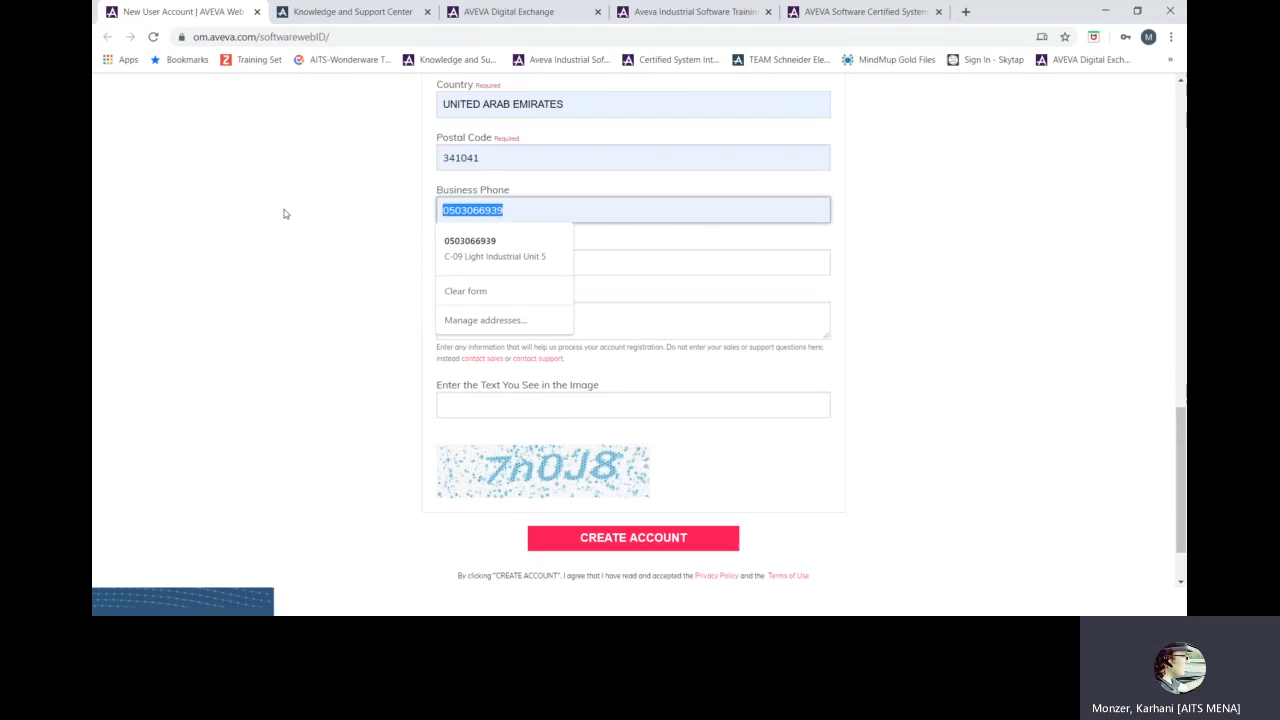 New User Account | AVEVA Web
Knowledge and Support Center
AVEVA Digital Exchange
Aveva Industrial Software Trainin
AVEVA Software Certified System
om.aveva.com/softwarewebID/
M
Apps
Bookmarks
Training Set
AITS-Wonderware T...
Knowledge and Su...
Aveva Industrial Sof...
Certified System Int...
TEAM Schneider Ele...
MindMup Gold Files
Sign In - Skytap
AVEVA Digital Exch...
»
Country Required
UNITED ARAB EMIRATES
Postal Code Required
341041
Business Phone
0503066939
0503066939
C-09 Light Industrial Unit 5
Clear form
Manage addresses...
Enter any information that will help us process your account registration. Do not enter your sales or support questions here;
instead contact sales or contact support.
Enter the Text You See in the Image
7n0J8
CREATE ACCOUNT
By clicking "CREATE ACCOUNT", I agree that I have read and accepted the Privacy Policy and the Terms of Use
Monzer, Karhani [AITS MENA]